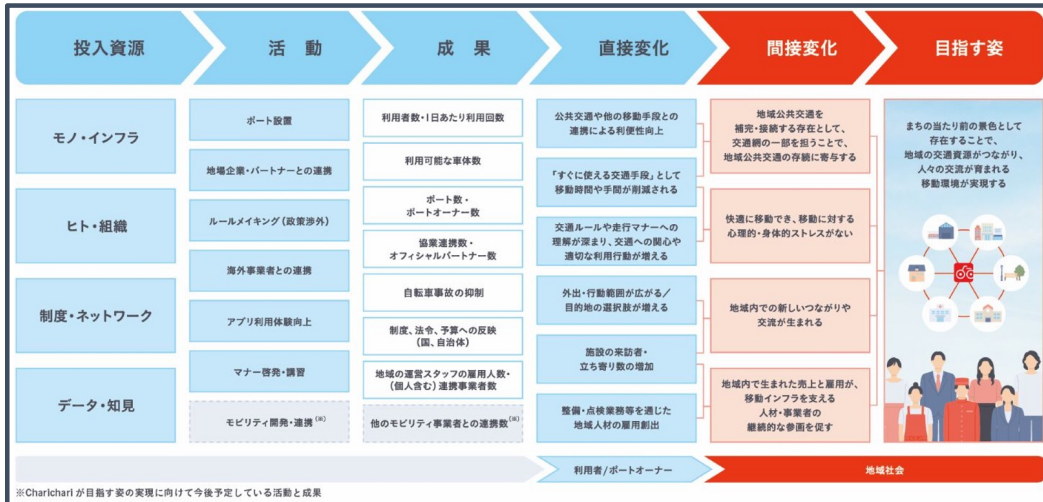 投入資源
活動
成果
直接変化
間接変化
目指す姿
モノ・インフラ
ヒト・組織
制度・ネットワーク
データ・知見
ポート設置
地場企業・パートナーとの連携
ルールメイキング(政策渉外)
海外事業者との連携
アプリ利用体験向上
マナー啓発・講習
モビリティ開発・連携(※)
利用者数・1日あたり利用回数
利用可能な車体数
ポート数・
ポートオーナー数
協業連携数・
オフィシャルパートナー数
自転車事故の抑制
制度、法令、予算への反映
(国、自治体)
地域の運営スタッフの雇用人数・
(個人含む)連携事業者数
他のモビリティ事業者との連携数(※)
公共交通や他の移動手段との
連携による利便性向上
「すぐに使える交通手段」として
移動時間や手間が削減される
交通ルールや走行マナーへの
理解が深まり、交通への関心や
適切な利用行動が増える
外出・行動範囲が広がる/
目的地の選択肢が増える
施設の来訪者・
立ち寄り数の増加
整備・点検業務等を通じた
地域人材の雇用創出
地域公共交通を
補完・接続する存在として、
交通網の一部を担うことで、
地域公共交通の存続に寄与する
快適に移動でき、移動に対する
心理的・身体的ストレスがない
地域内での新しいつながりや
交流が生まれる
地域内で生まれた売上と雇用が、
移動インフラを支える
人材・事業者の
継続的な参画を促す
まちの当たり前の景色として
存在することで、
地域の交通資源がつながり、
人々の交流が育まれる
移動環境が実現する
利用者/ポートオーナー
地域社会
※Charichari が目指す姿の実現に向けて今後予定している活動と成果